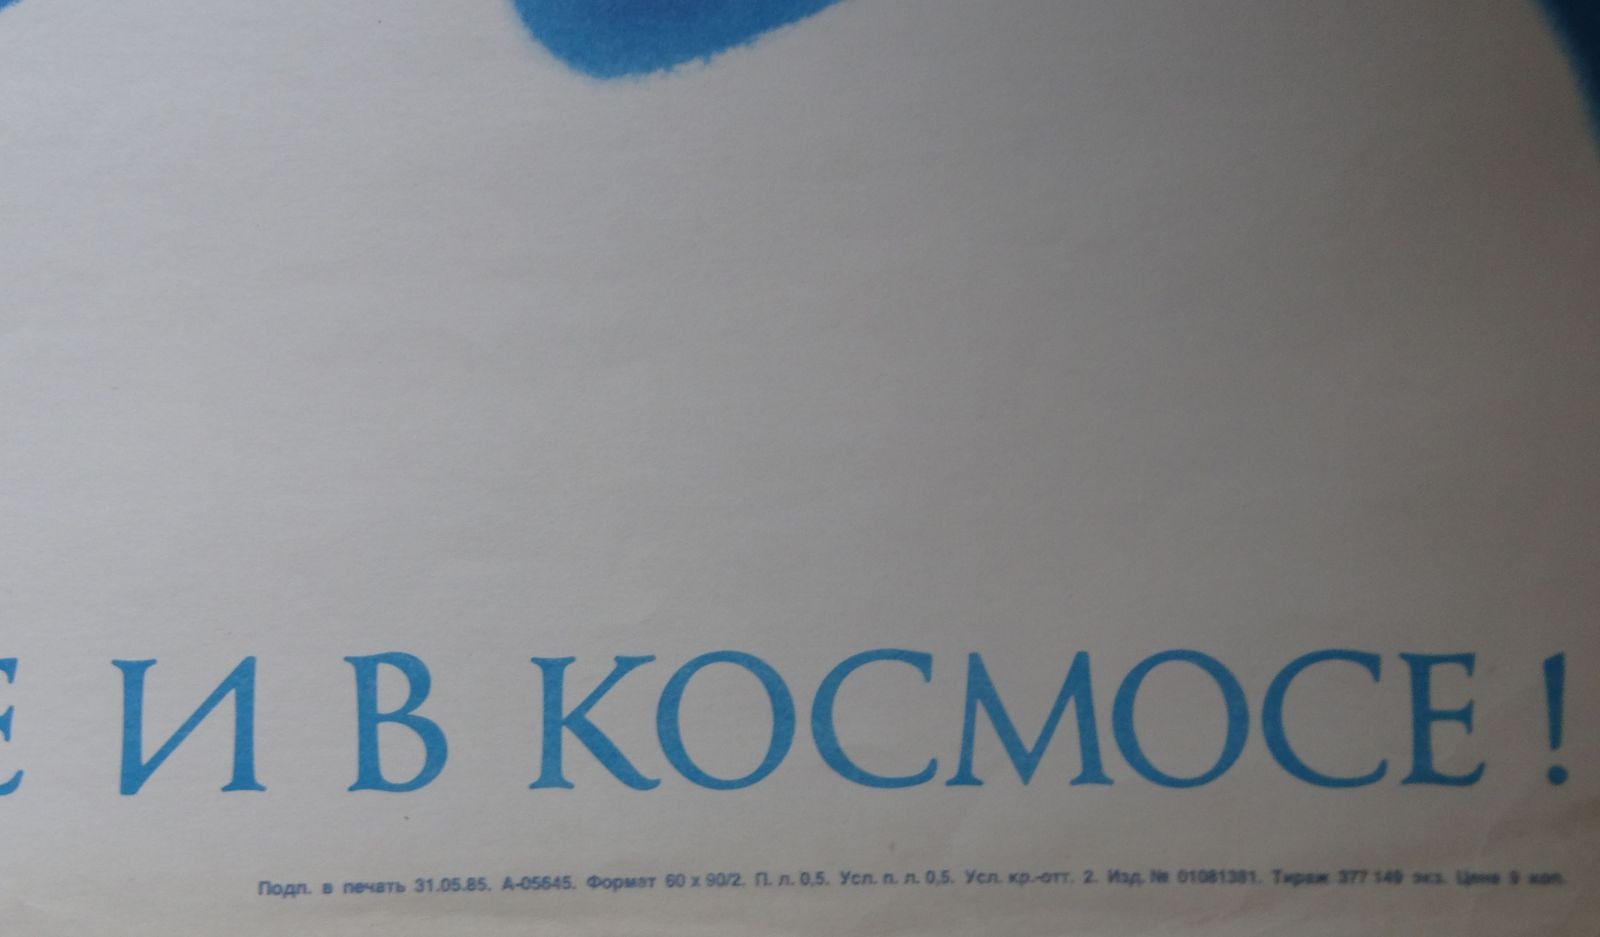 Е И В КОСМОСЕ!
Подп. в печать 31.05.85. А-05645. Формат 60 х 90/2. П. л. 0,5. Усл. п. л. 0,5. Усл. кр.-отт. 2. Изд. № 01081381. Тираж 377 149 экз. Цена 9 коп.